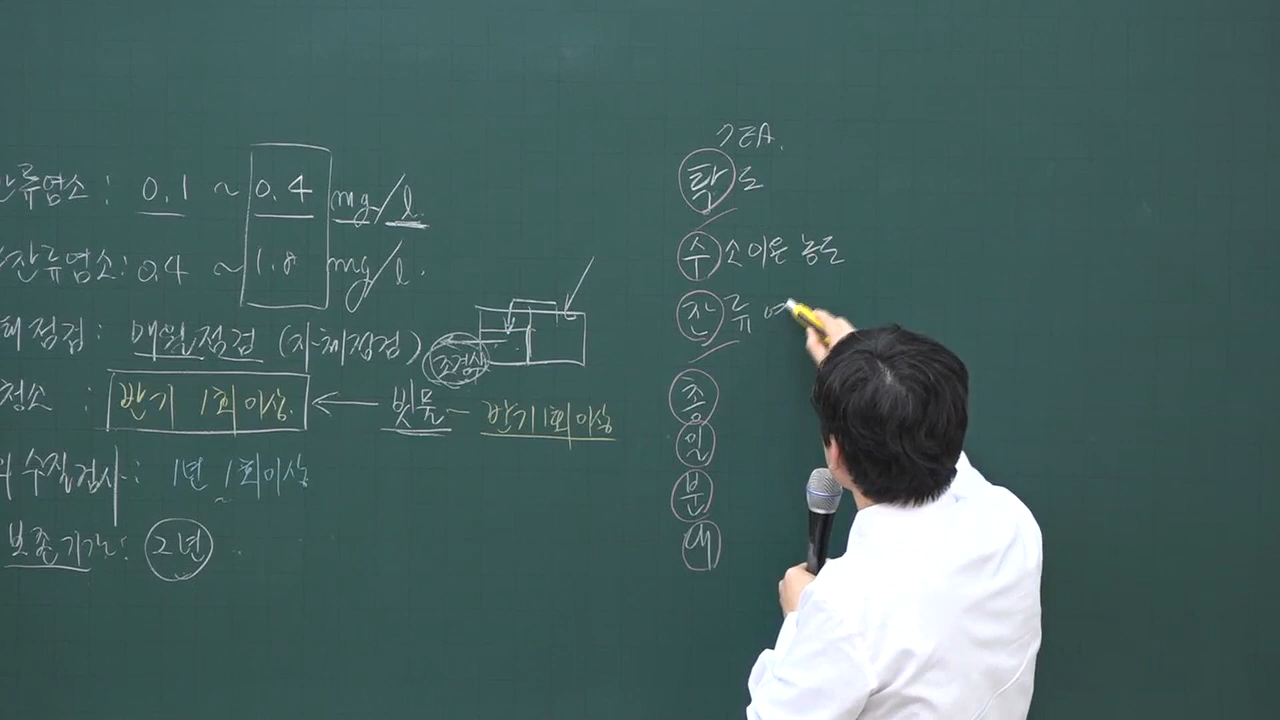 잔류염소 : 0.1 ~ 0.4 mg/l.
잔류염소 : 0.4 ~ 1.8 mg/l.
점검 : 매월점검 (자체점검)
조경수
청소 : 반기 1회 이상. ← 빗물 - 반기 1회 이상
수질검사 : 1년 1회이상
보존기간 : 2년
7EA.
탁도
수소이온 농도
잔류 여
총
일
분
대